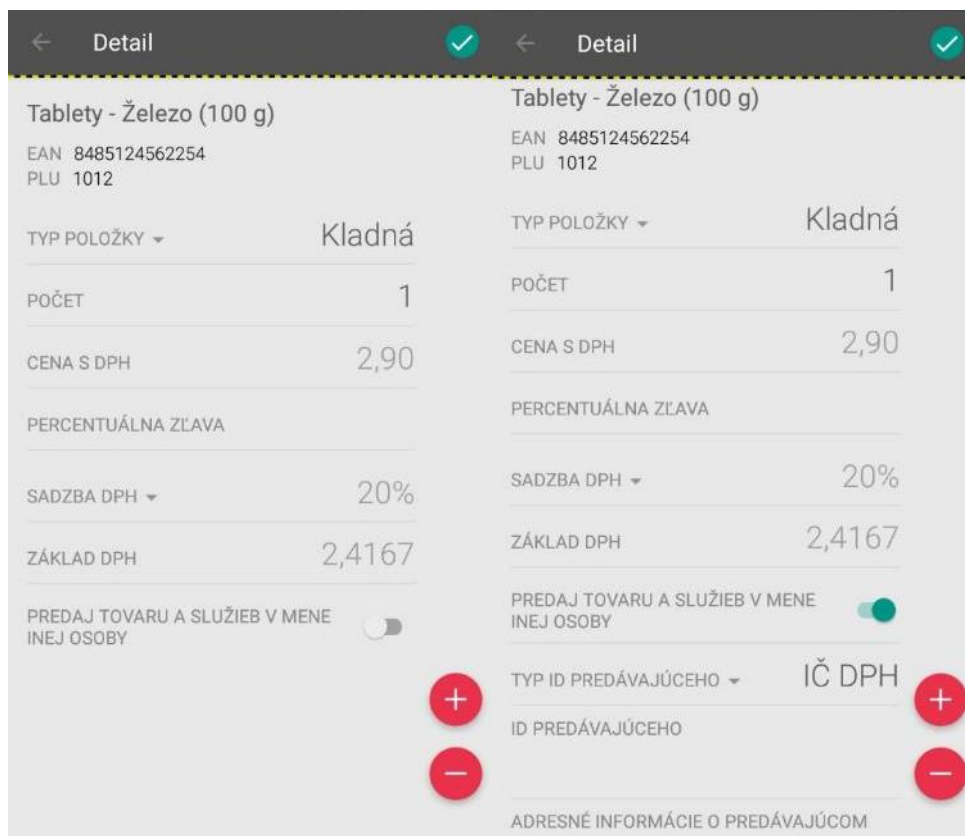 Detail
Tablety - Železo (100 g)
EAN 8485124562254
PLU 1012
TYP POLOŽKY Kladná
POČET 1
CENA S DPH 2,90
PERCENTUÁLNA ZĽAVA
SADZBA DPH 20%
ZÁKLAD DPH 2,4167
PREDAJ TOVARU A SLUŽIEB V MENE
INEJ OSOBY
Detail
Tablety - Železo (100 g)
EAN 8485124562254
PLU 1012
TYP POLOŽKY Kladná
POČET 1
CENA S DPH 2,90
PERCENTUÁLNA ZĽAVA
SADZBA DPH 20%
ZÁKLAD DPH 2,4167
PREDAJ TOVARU A SLUŽIEB V MENE
INEJ OSOBY
TYP ID PREDÁVAJÚCEHO IČ DPH
ID PREDÁVAJÚCEHO
ADRESNÉ INFORMÁCIE O PREDÁVAJÚCOM